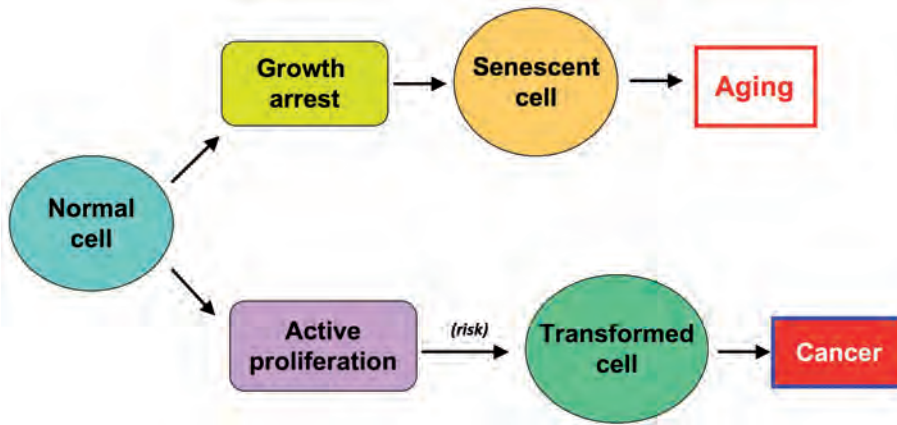 Growth
arrest
Senescent
cell
Aging
Normal
cell
Active
proliferation
(risk)
Transformed
cell
Cancer